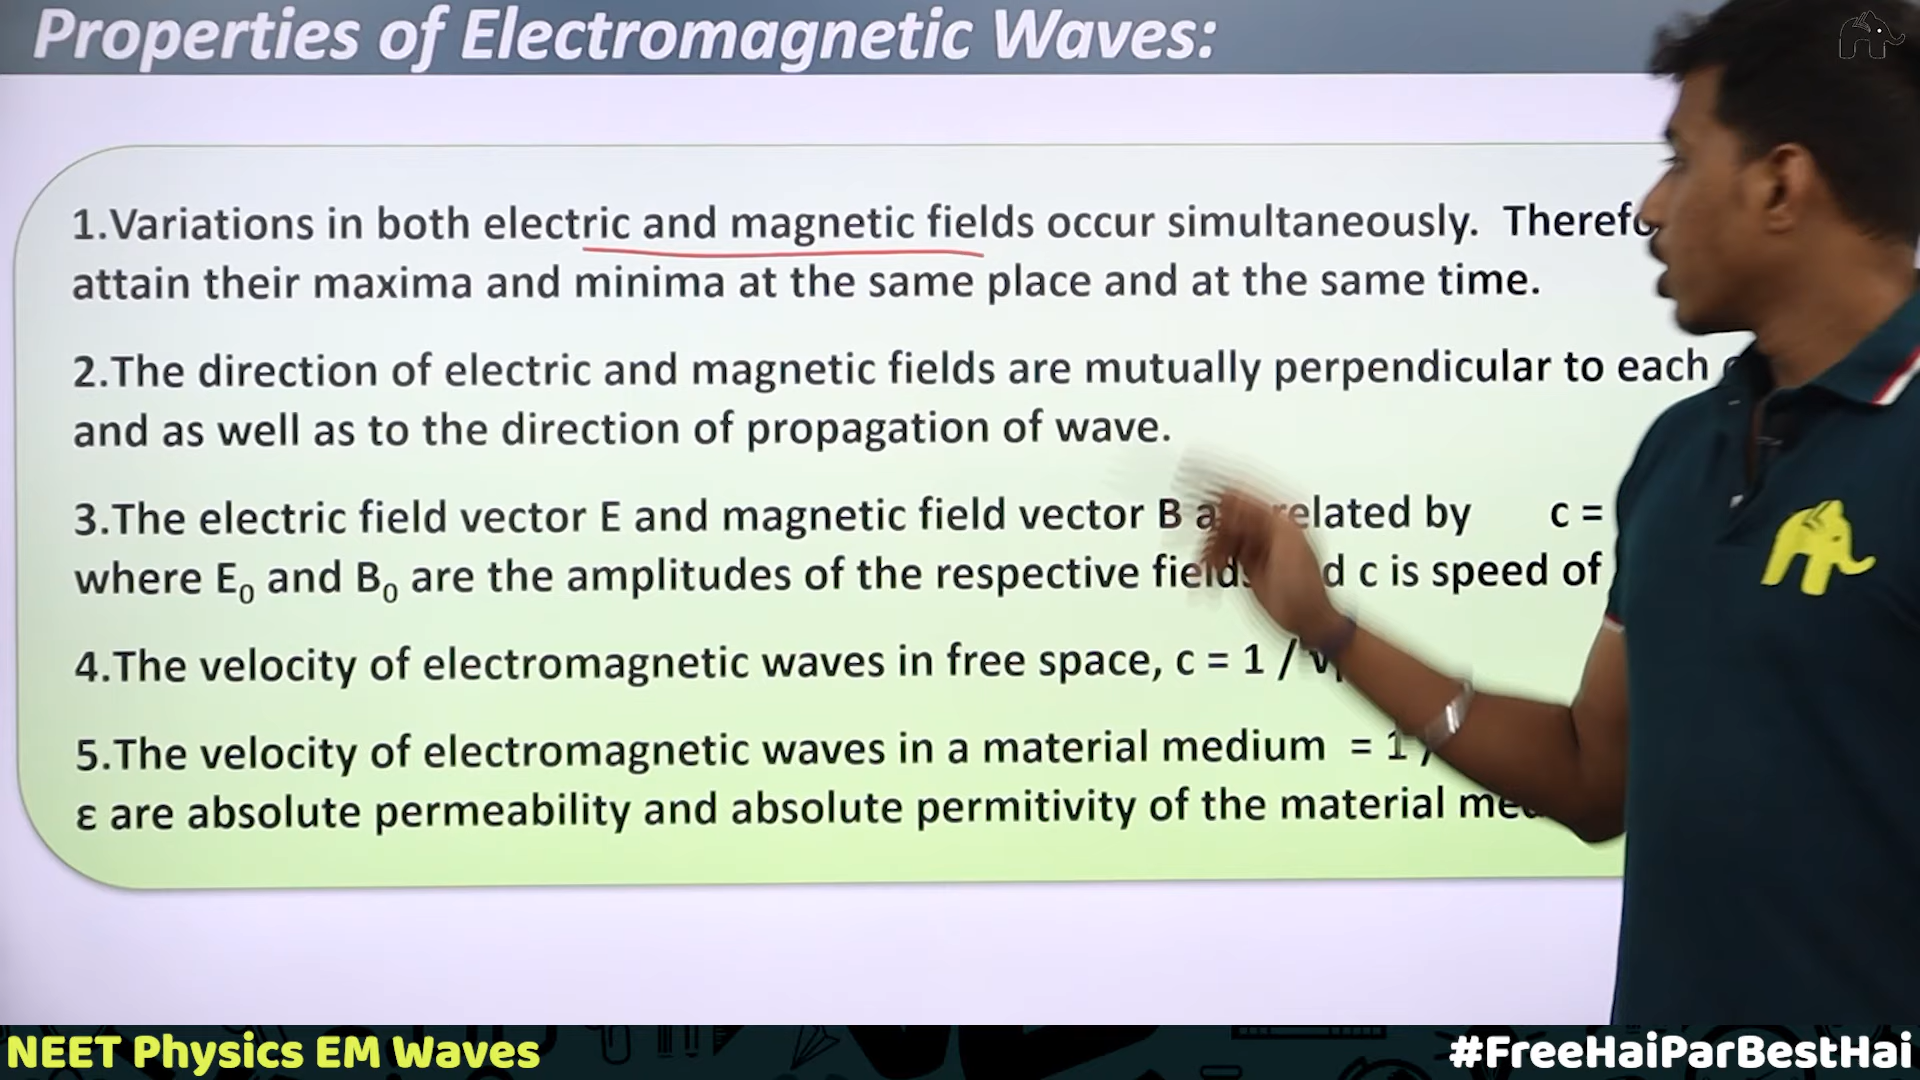 Properties of Electromagnetic Waves:
1.Variations in both electric and magnetic fields occur simultaneously.
attain their maxima and minima at the same place and at the same time.
2.The direction of electric and magnetic fields are mutually perpendicular to each
and as well as to the direction of propagation of wave.
3.The electric field vector E and magnetic field vector B related by c =
where E₀ and B₀ are the amplitudes of the respective c is speed of
4.The velocity of electromagnetic waves in free space, c = 1 /
5.The velocity of electromagnetic waves in a material medium = 1
ε are absolute permeability and absolute permitivity of the material
NEET Physics EM Waves
#FreeHaiParBestHai